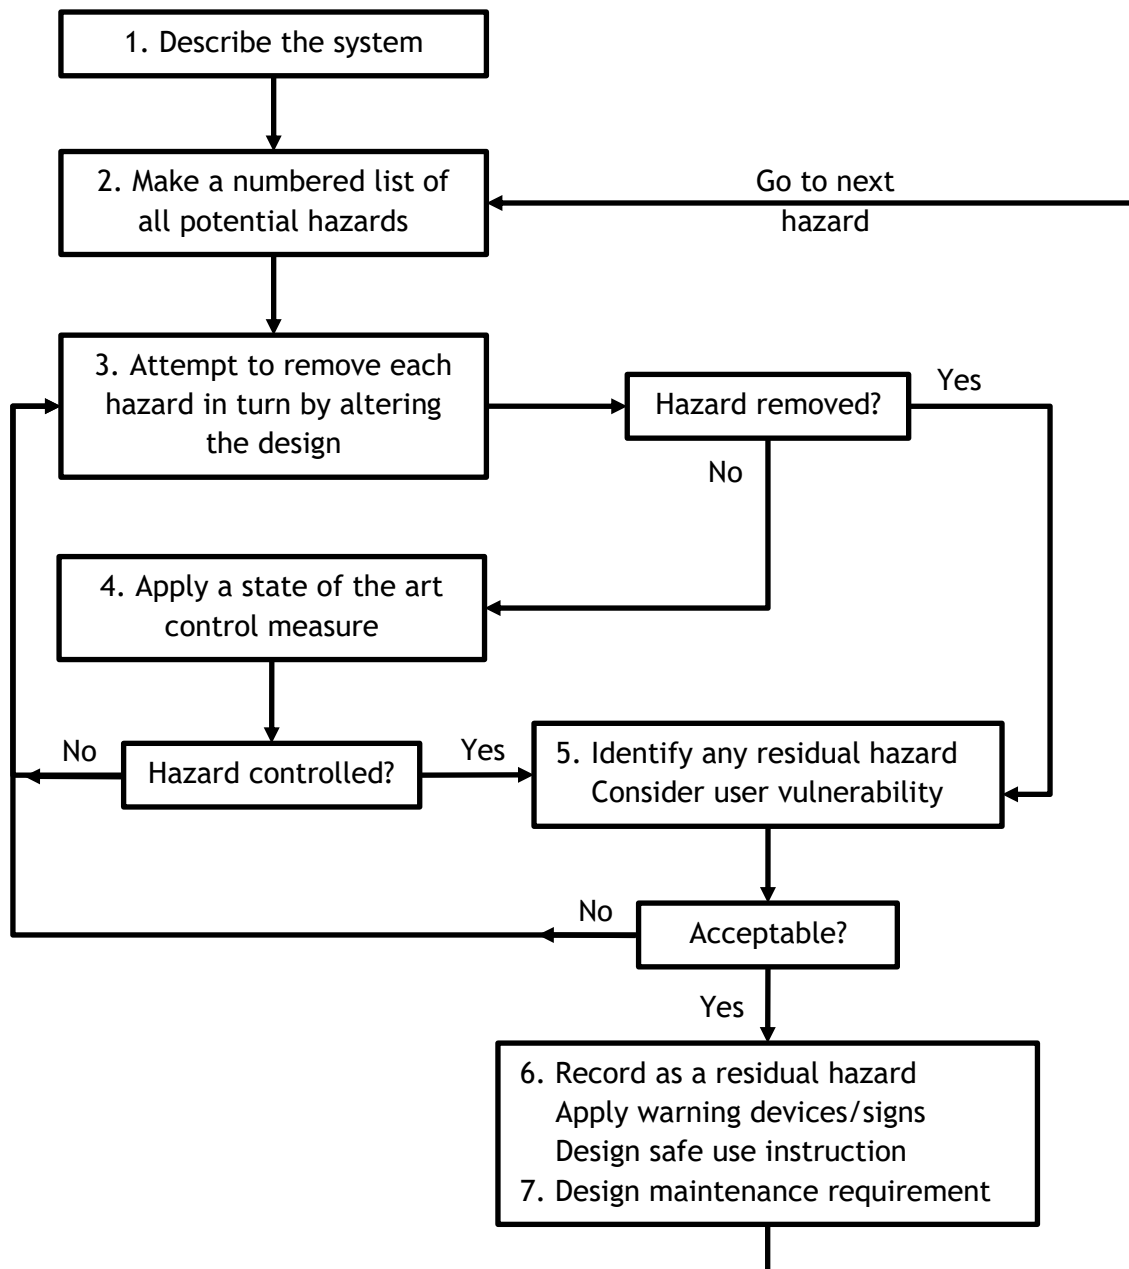 1. Describe the system
2. Make a numbered list of
all potential hazards
Go to next
hazard
3. Attempt to remove each
hazard in turn by altering
the design
Hazard removed?
Yes
No
4. Apply a state of the art
control measure
No
Hazard controlled?
Yes
5. Identify any residual hazard
Consider user vulnerability
No
Acceptable?
Yes
6. Record as a residual hazard
Apply warning devices/signs
Design safe use instruction
7. Design maintenance requirement